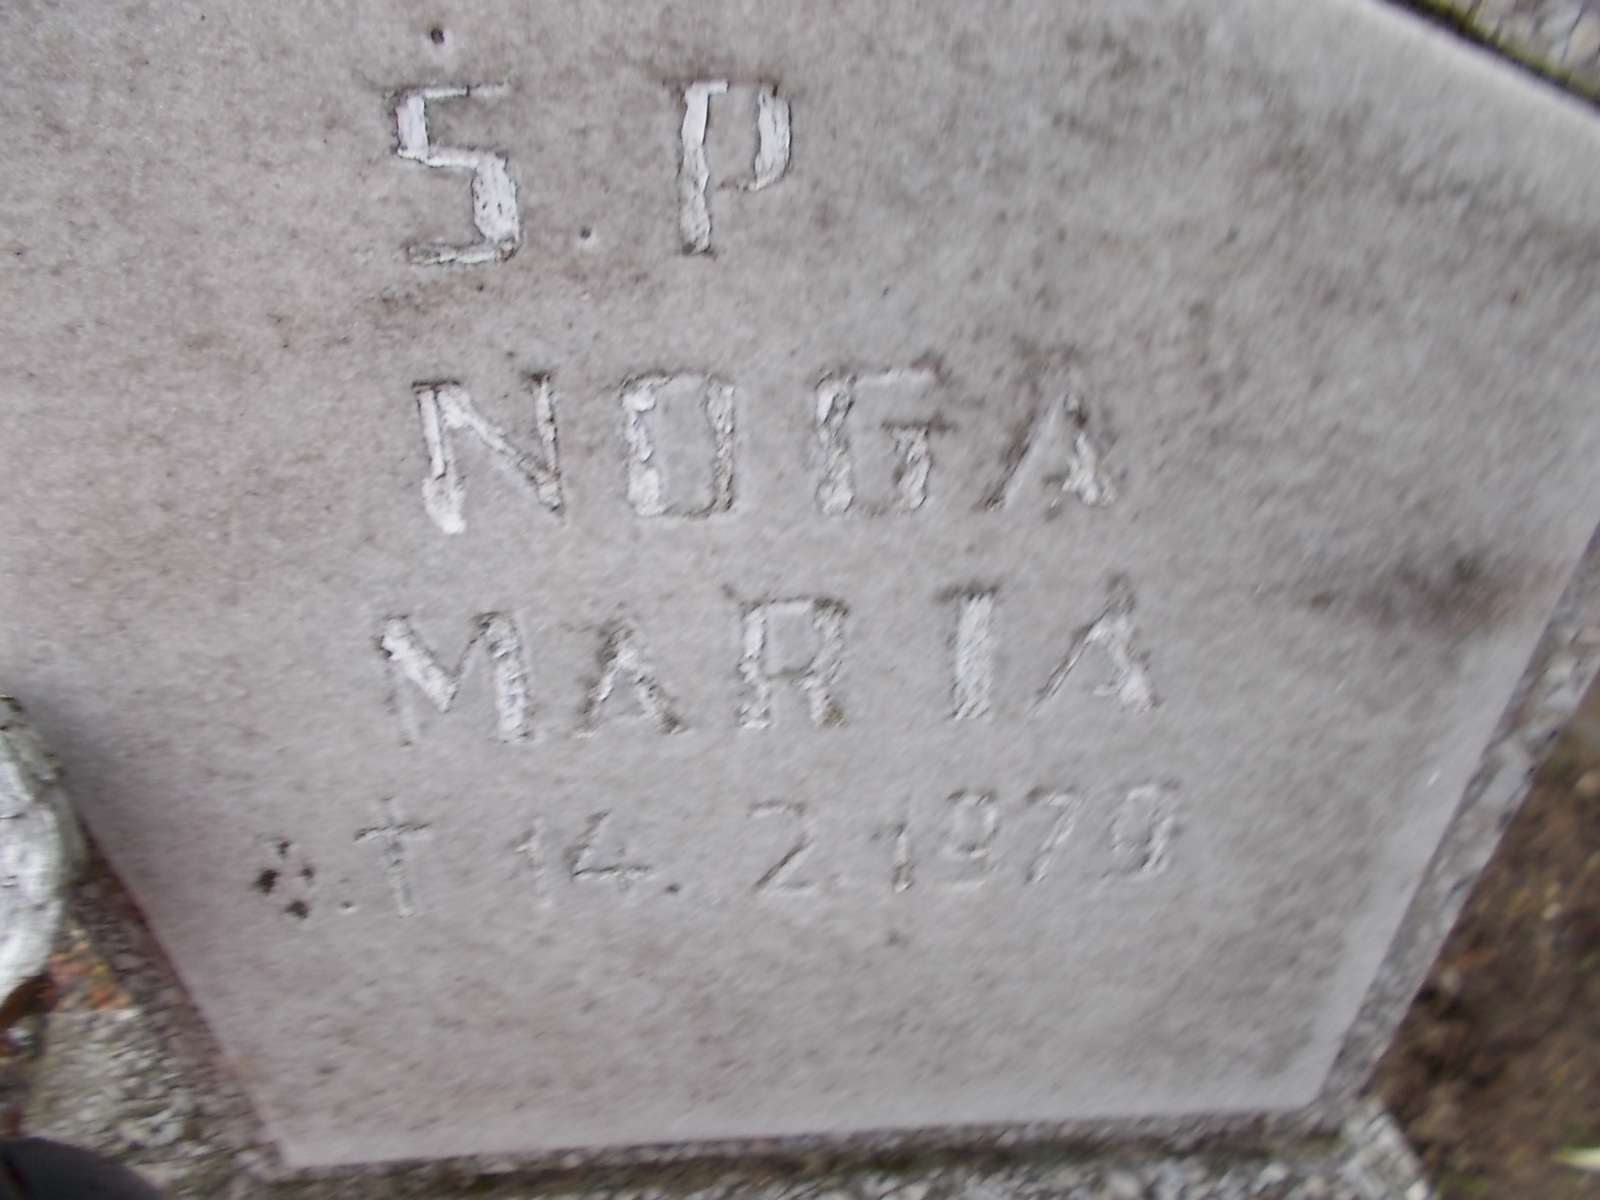 Ś.P
NOGA
MARIA
† 14. 2.1979